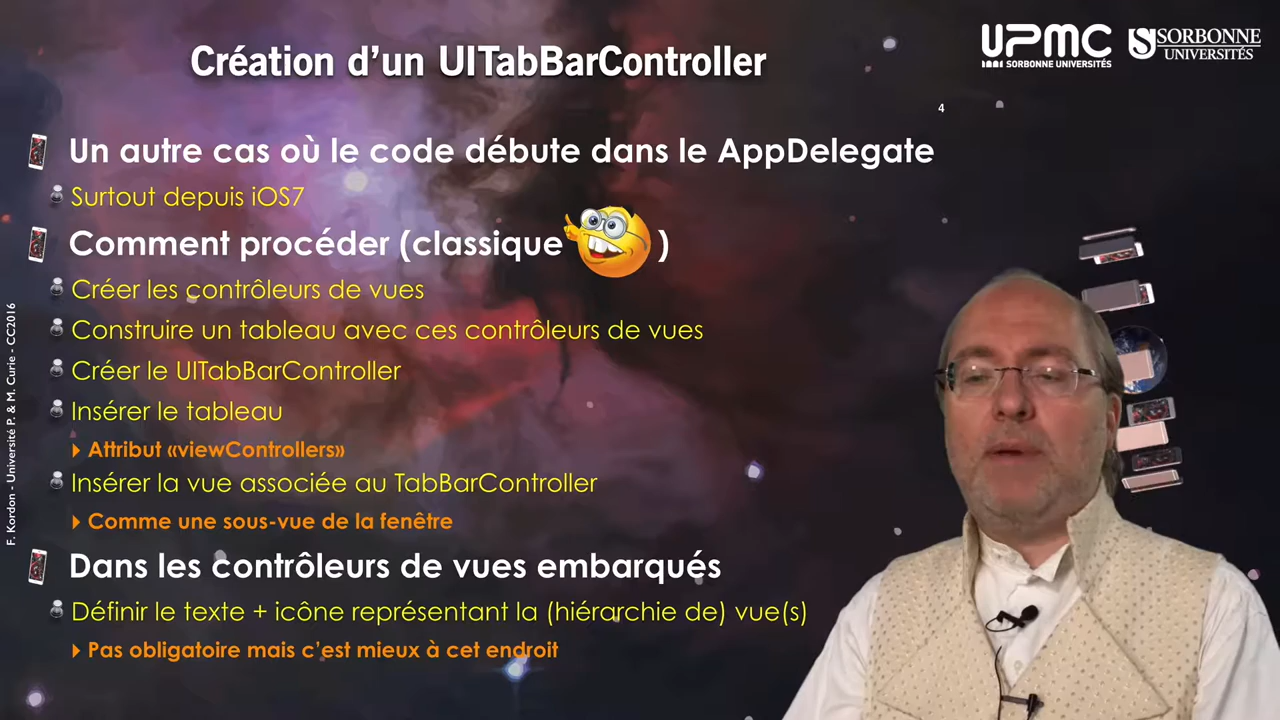 Création d’un UITabBarController
UPMC
SORBONNE UNIVERSITÉS
SORBONNE
UNIVERSITÉS
4
Un autre cas où le code débute dans le AppDelegate
Surtout depuis iOS7
Comment procéder (classique )
Créer les contrôleurs de vues
Construire un tableau avec ces contrôleurs de vues
Créer le UITabBarController
Insérer le tableau
Attribut «viewControllers»
Insérer la vue associée au TabBarController
Comme une sous-vue de la fenêtre
Dans les contrôleurs de vues embarqués
Définir le texte + icône représentant la (hiérarchie de) vue(s)
Pas obligatoire mais c’est mieux à cet endroit
F. Kordon - Université P. & M. Curie - CC2016